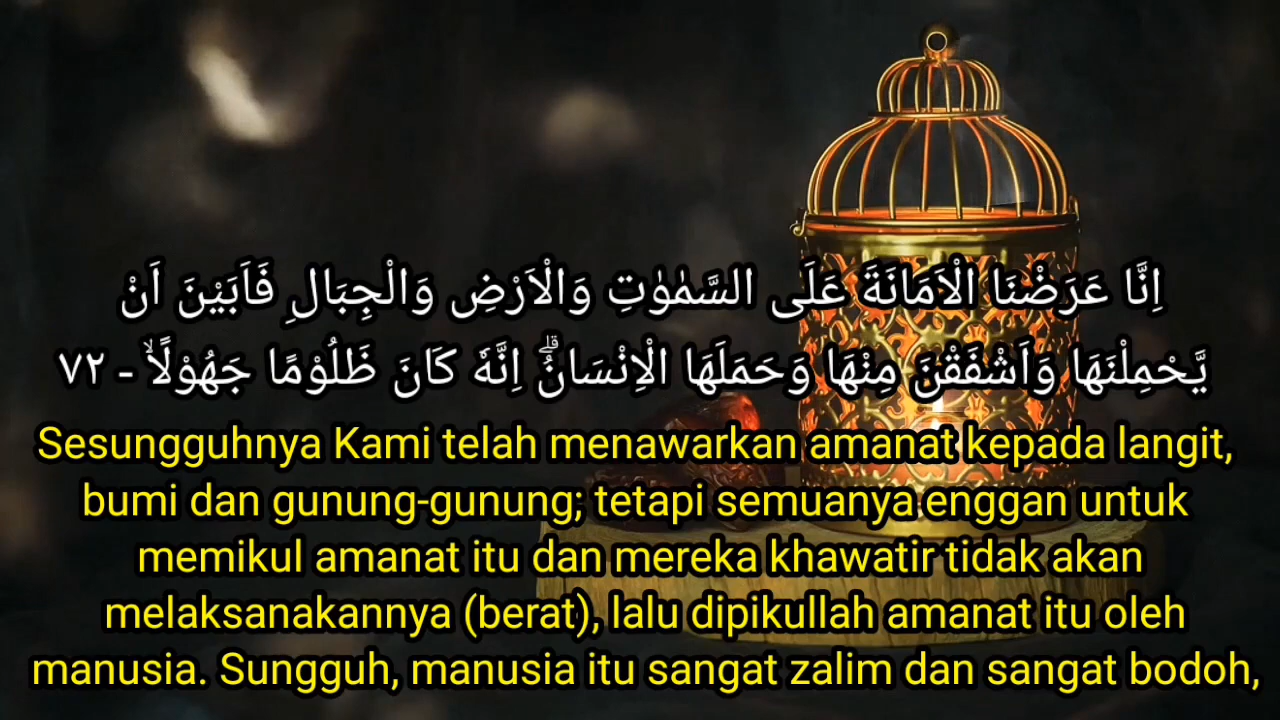 اِنَّا عَرَضْنَا الْاَمَانَةَ عَلَى السَّمٰوٰتِ وَالْاَرْضِ وَالْجِبَالِ فَاَبَيْنَ اَنْ
يَّحْمِلْنَهَا وَاَشْفَقْنَ مِنْهَا وَحَمَلَهَا الْاِنْسَانُۗ اِنَّهٗ كَانَ ظَلُوْمًا جَهُوْلًاۙ - ٧٢
Sesungguhnya Kami telah menawarkan amanat kepada langit,
bumi dan gunung-gunung; tetapi semuanya enggan untuk
memikul amanat itu dan mereka khawatir tidak akan
melaksanakannya (berat), lalu dipikullah amanat itu oleh
manusia. Sungguh, manusia itu sangat zalim dan sangat bodoh,